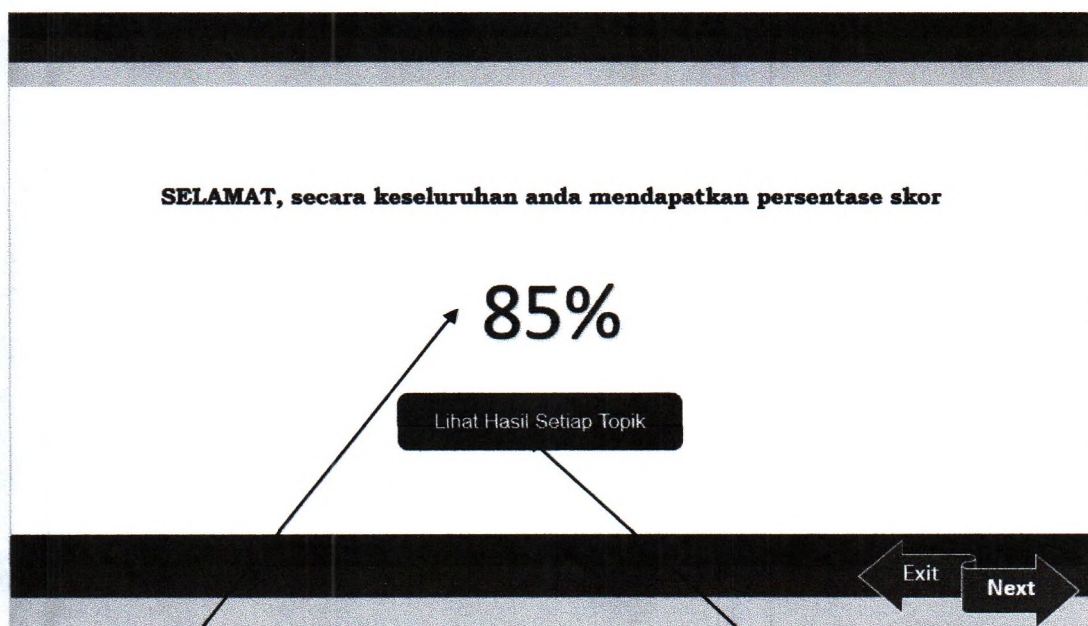 SELAMAT, secara keseluruhan anda mendapatkan persentase skor
85%
Lihat Hasil Setiap Topik
Exit
Next